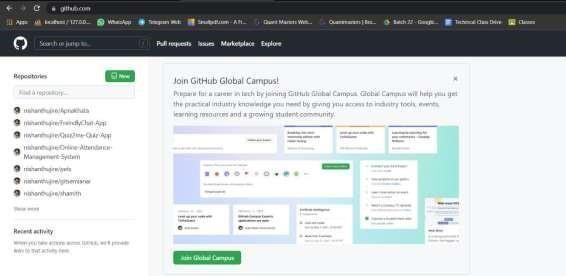 github.com
Apps
localhost / 127.0.0...
WhatsApp
Telegram Web
Smallpdf.com - A Fr...
Quant Masters Web...
Quantmasters | Bro...
Batch 22 - Google...
Technical Class Drive
Classes
Search or jump to...
/
Pull requests
Issues
Marketplace
Explore
Repositories
New
Find a repository...
nishanthujire/ApnaKhata
nishanthujire/FreindlyChat-App
nishanthujire/Quiz2me-Quiz-App
nishanthujire/Online-Attendance-
Management-System
nishanthujire/pets
nishanthujire/gitsemianar
nishanthujire/shamith
Show more
Recent activity
When you take actions across GitHub, we'll provide
links to that activity here.
Join GitHub Global Campus!
Prepare for a career in tech by joining GitHub Global Campus. Global Campus will help you
get the practical industry knowledge you need by giving you access to industry tools, events,
learning resources and a growing student community.
Join Global Campus